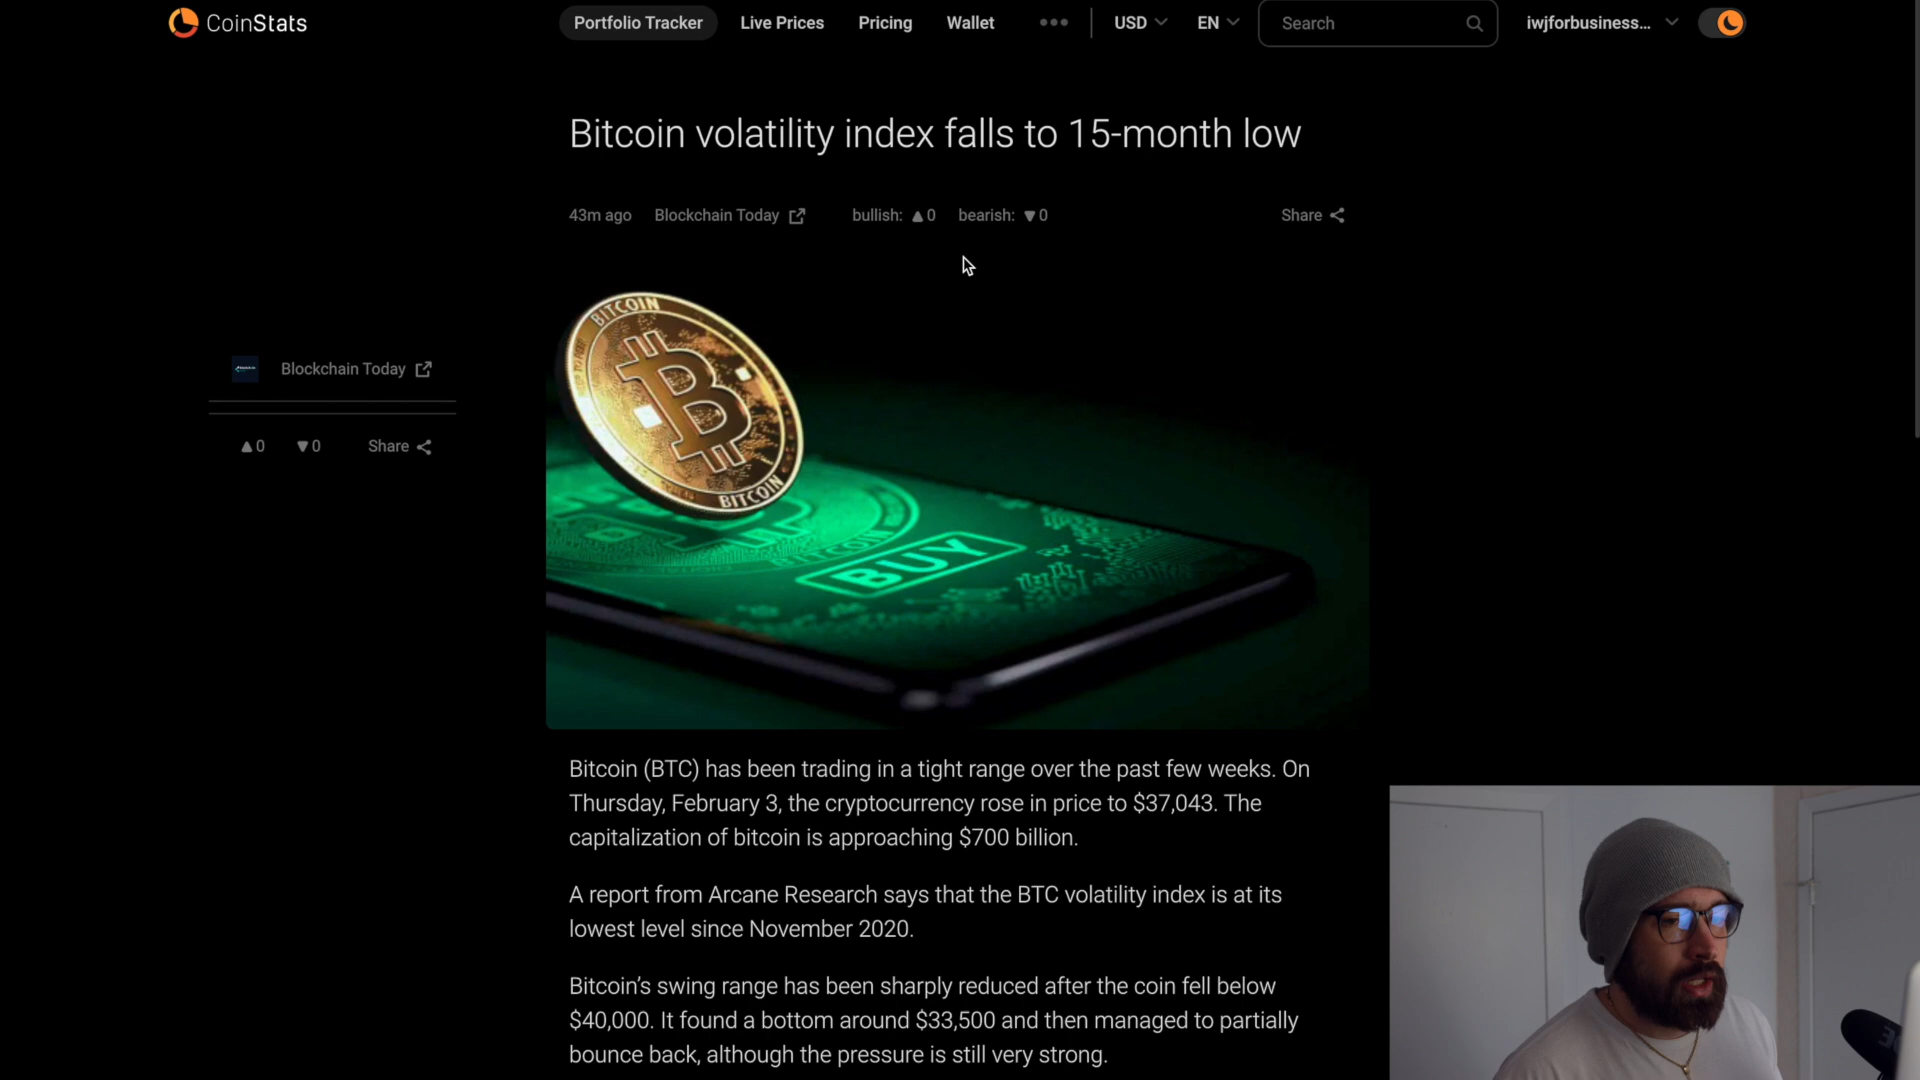 CoinStats
Portfolio Tracker
Live Prices
Pricing
Wallet
USD
EN
Search
iwjforbusiness...
Bitcoin volatility index falls to 15-month low
43m ago
Blockchain Today
bullish: ▲0
bearish: ▼0
Share
Blockchain Today
▲0
▼0
Share
BITCOIN
BITCOIN
BITCOIN
BUY
Bitcoin (BTC) has been trading in a tight range over the past few weeks. On
Thursday, February 3, the cryptocurrency rose in price to $37,043. The
capitalization of bitcoin is approaching $700 billion.
A report from Arcane Research says that the BTC volatility index is at its
lowest level since November 2020.
Bitcoin’s swing range has been sharply reduced after the coin fell below
$40,000. It found a bottom around $33,500 and then managed to partially
bounce back, although the pressure is still very strong.